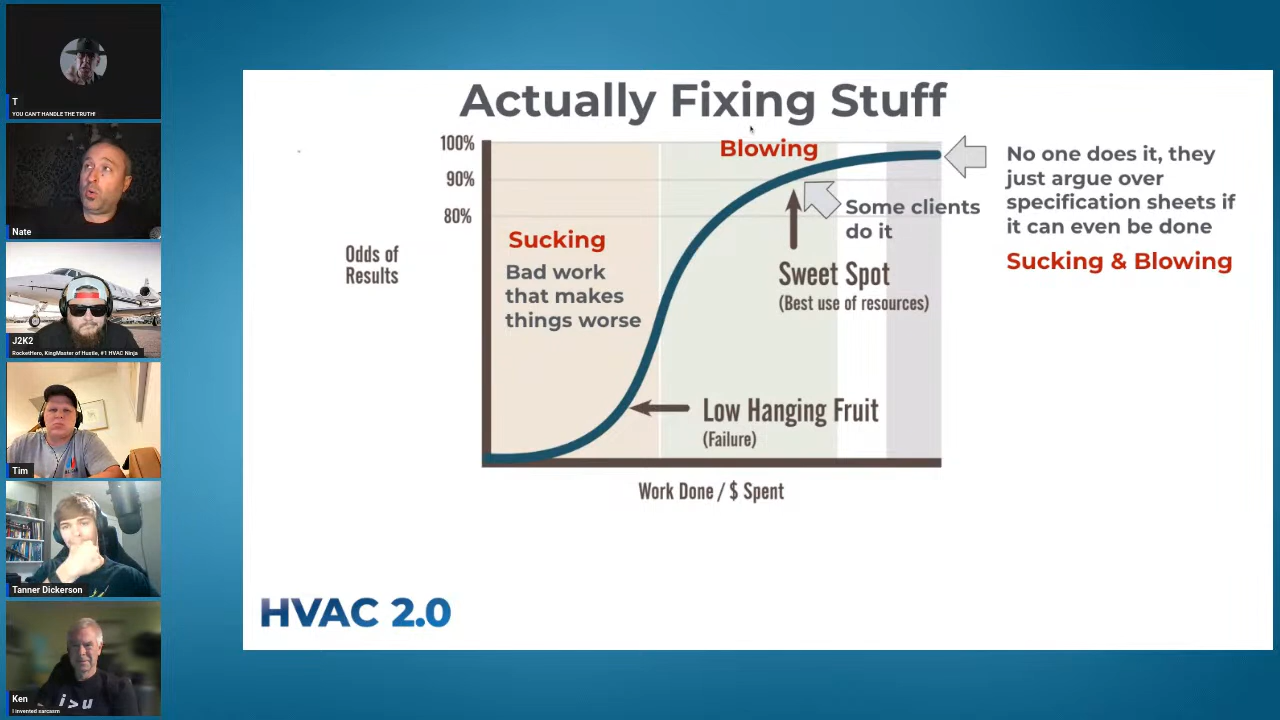 T
YOU CAN'T HANDLE THE TRUTH!
Nate
J2K2
RocketHero, KingMaster of Hustle, #1 HVAC Ninja
Tim
Tanner Dickerson
i>u
Ken
I invented sarcasm
Actually Fixing Stuff
100%
90%
80%
Odds of
Results
Blowing
Sucking
Bad work
that makes
things worse
Some clients
do it
Sweet Spot
(Best use of resources)
Low Hanging Fruit
(Failure)
Work Done / $ Spent
No one does it, they
just argue over
specification sheets if
it can even be done
Sucking & Blowing
HVAC 2.0